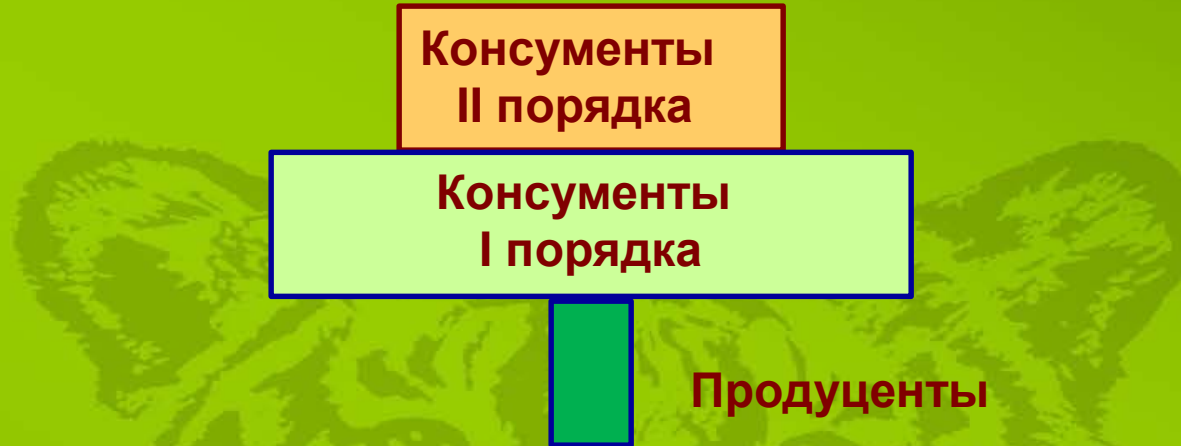 Консументы
II порядка
Консументы
I порядка
Продуценты